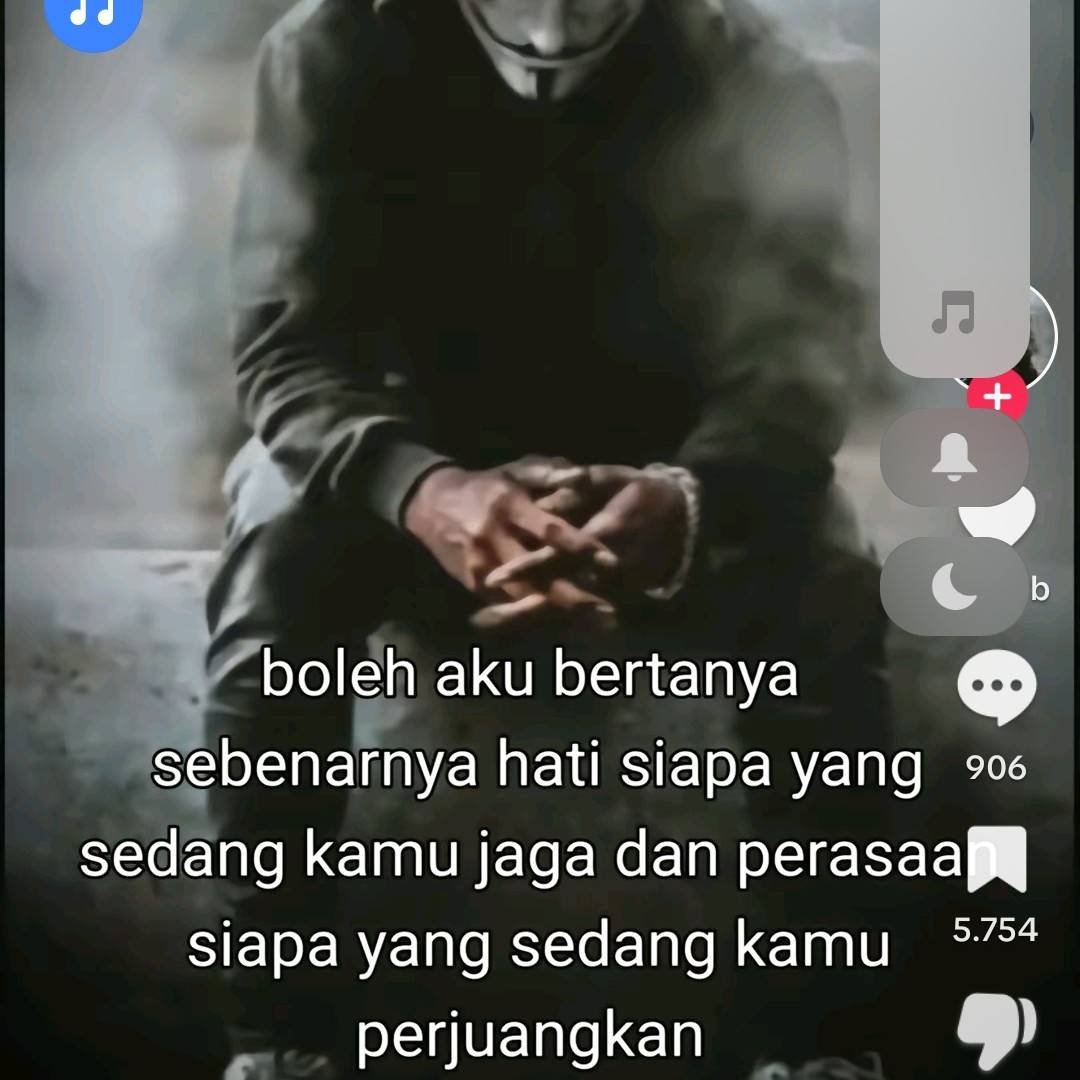 boleh aku bertanya
sebenarnya hati siapa yang
sedang kamu jaga dan perasaan
siapa yang sedang kamu
perjuangkan
b
906
5.754